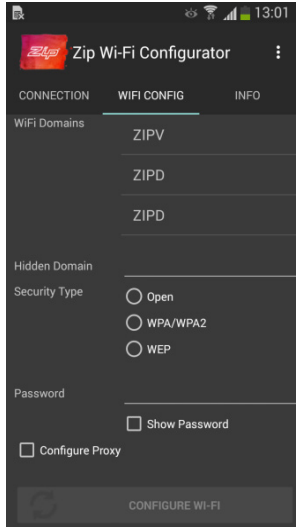 13:01
Zip Zip Wi-Fi Configurator
CONNECTION WIFI CONFIG INFO
WiFi Domains
ZIPV
ZIPD
ZIPD
Hidden Domain
Security Type
Open
WPA/WPA2
WEP
Password
Show Password
Configure Proxy
CONFIGURE WI-FI